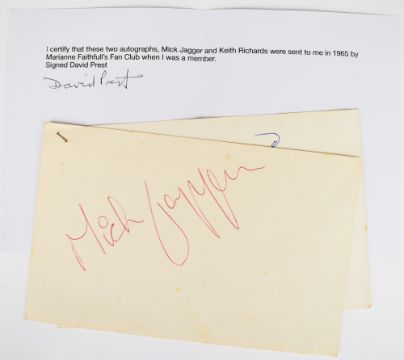 I certify that these two autographs, Mick Jagger and Keith Richards were sent to me in 1965 by
Marianne Faithfull's Fan Club when I was a member.
Signed David Prest
David Prest
Mick Jagger